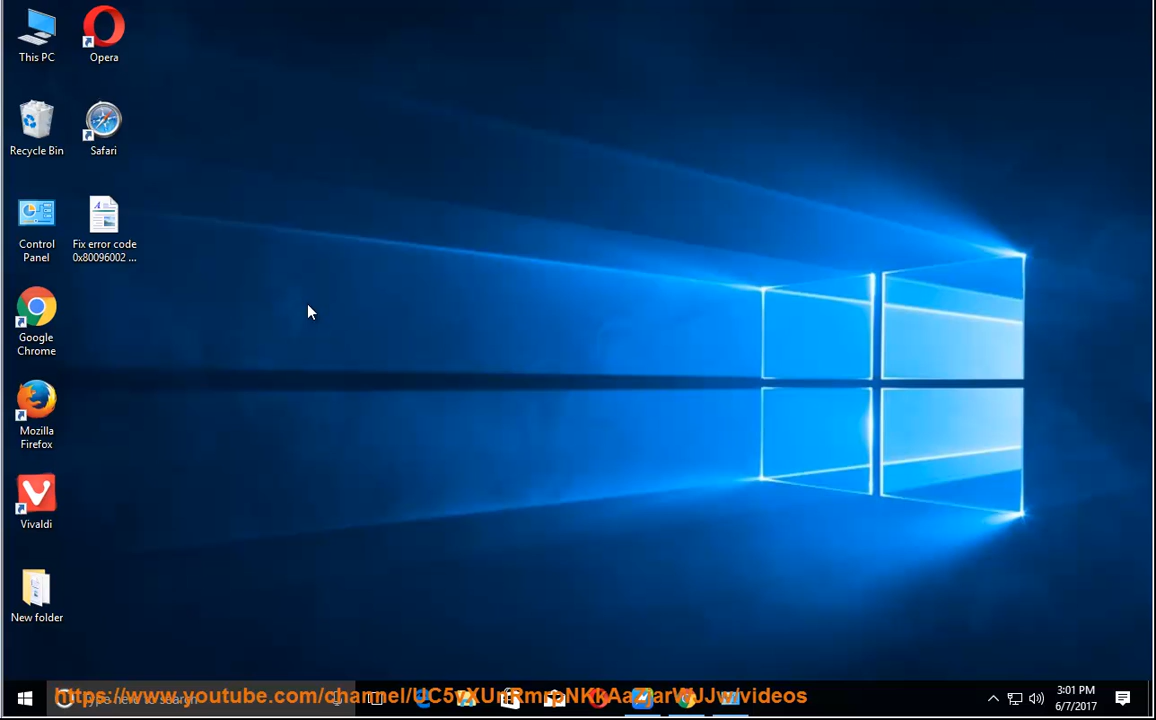 This PC
Opera
Recycle Bin
Safari
Control
Panel
Fix error code
0x80096002 ...
Google
Chrome
Mozilla
Firefox
Vivaldi
New folder
3:01 PM
6/7/2017